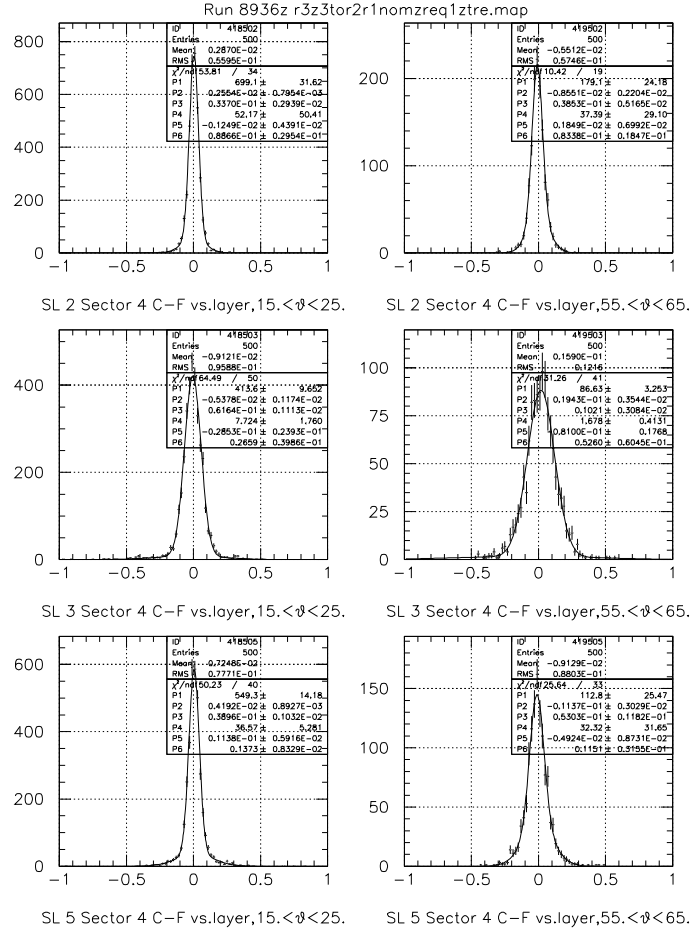 Run 8936z r3z3tor2r1nomzreq1ztre.map
ID 418502
Entries 500
Mean 0.2870E-02
RMS 0.5595E-01
χ²/ndf 53.81 / 34
P1 699.1 ± 31.62
P2 0.2554E-02 ± 0.7954E-03
P3 0.3370E-01 ± 0.2939E-02
P4 52.17 ± 50.41
P5 -0.1249E-02 ± 0.4391E-02
P6 0.8866E-01 ± 0.2954E-01
800
600
400
200
0
-1 -0.5 0 0.5 1
SL 2 Sector 4 C-F vs.layer,15.<ϑ<25.
ID 419502
Entries 500
Mean -0.5512E-02
RMS 0.5746E-01
χ²/ndf 10.42 / 19
P1 179.1 ± 24.18
P2 -0.8551E-02 ± 0.2204E-02
P3 0.3853E-01 ± 0.5165E-02
P4 37.39 ± 29.10
P5 0.1849E-02 ± 0.6992E-02
P6 0.8338E-01 ± 0.1847E-01
200
100
0
-1 -0.5 0 0.5 1
SL 2 Sector 4 C-F vs.layer,55.<ϑ<65.
ID 418503
Entries 500
Mean -0.9121E-02
RMS 0.9588E-01
χ²/ndf 64.49 / 50
P1 413.6 ± 9.652
P2 -0.5378E-02 ± 0.1174E-02
P3 0.6164E-01 ± 0.1113E-02
P4 7.724 ± 1.760
P5 -0.2853E-01 ± 0.2393E-01
P6 0.2659 ± 0.3986E-01
400
200
0
-1 -0.5 0 0.5 1
SL 3 Sector 4 C-F vs.layer,15.<ϑ<25.
ID 419503
Entries 500
Mean 0.1590E-01
RMS 0.1216
χ²/ndf 31.26 / 41
P1 86.63 ± 3.253
P2 0.1943E-01 ± 0.3544E-02
P3 0.1021 ± 0.3084E-02
P4 1.678 ± 0.4131
P5 0.8100E-01 ± 0.1768
P6 0.5260 ± 0.6045E-01
100
75
50
25
0
-1 -0.5 0 0.5 1
SL 3 Sector 4 C-F vs.layer,55.<ϑ<65.
ID 418505
Entries 500
Mean 0.7248E-02
RMS 0.7771E-01
χ²/ndf 50.23 / 40
P1 549.3 ± 14.18
P2 0.4192E-02 ± 0.8927E-03
P3 0.3896E-01 ± 0.1032E-02
P4 36.57 ± 5.281
P5 0.1138E-01 ± 0.5916E-02
P6 0.1373 ± 0.8329E-02
600
400
200
0
-1 -0.5 0 0.5 1
SL 5 Sector 4 C-F vs.layer,15.<ϑ<25.
ID 419505
Entries 500
Mean -0.9129E-02
RMS 0.8803E-01
χ²/ndf 25.64 / 33
P1 112.8 ± 25.47
P2 -0.1137E-01 ± 0.3029E-02
P3 0.5303E-01 ± 0.1182E-01
P4 32.32 ± 31.65
P5 -0.4924E-02 ± 0.8731E-02
P6 0.1151 ± 0.3155E-01
150
100
50
0
-1 -0.5 0 0.5 1
SL 5 Sector 4 C-F vs.layer,55.<ϑ<65.